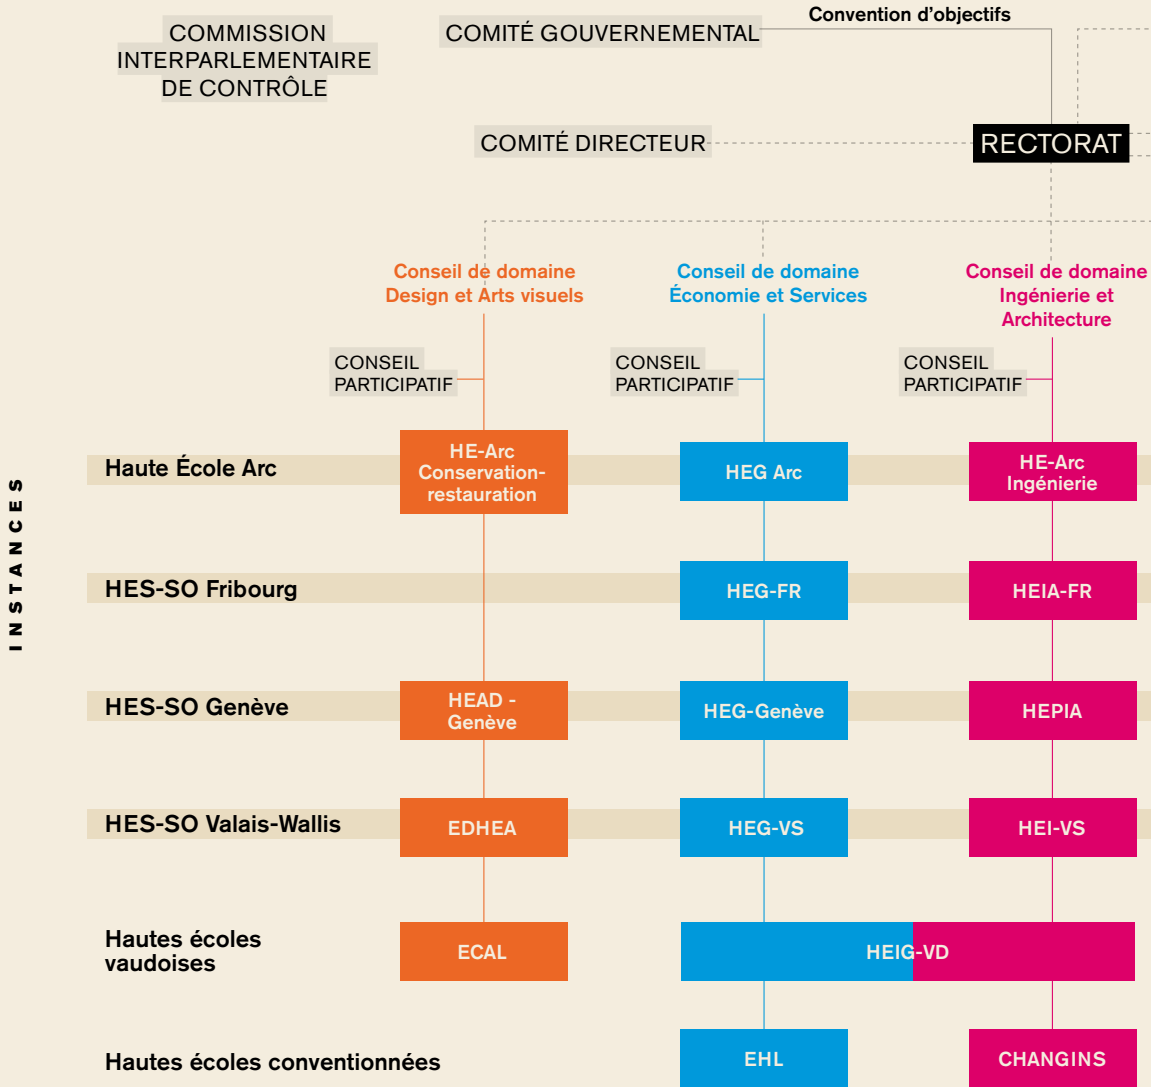 Convention d'objectifs
COMMISSION
INTERPARLEMENTAIRE
DE CONTRÔLE
COMITÉ GOUVERNEMENTAL
COMITÉ DIRECTEUR
RECTORAT
Conseil de domaine
Design et Arts visuels
Conseil de domaine
Économie et Services
Conseil de domaine
Ingénierie et
Architecture
CONSEIL
PARTICIPATIF
CONSEIL
PARTICIPATIF
CONSEIL
PARTICIPATIF
INSTANCES
Haute École Arc
HE-Arc
Conservation-
restauration
HEG Arc
HE-Arc
Ingénierie
HES-SO Fribourg
HEG-FR
HEIA-FR
HES-SO Genève
HEAD -
Genève
HEG-Genève
HEPIA
HES-SO Valais-Wallis
EDHEA
HEG-VS
HEI-VS
Hautes écoles
vaudoises
ECAL
HEIG-VD
Hautes écoles conventionnées
EHL
CHANGINS